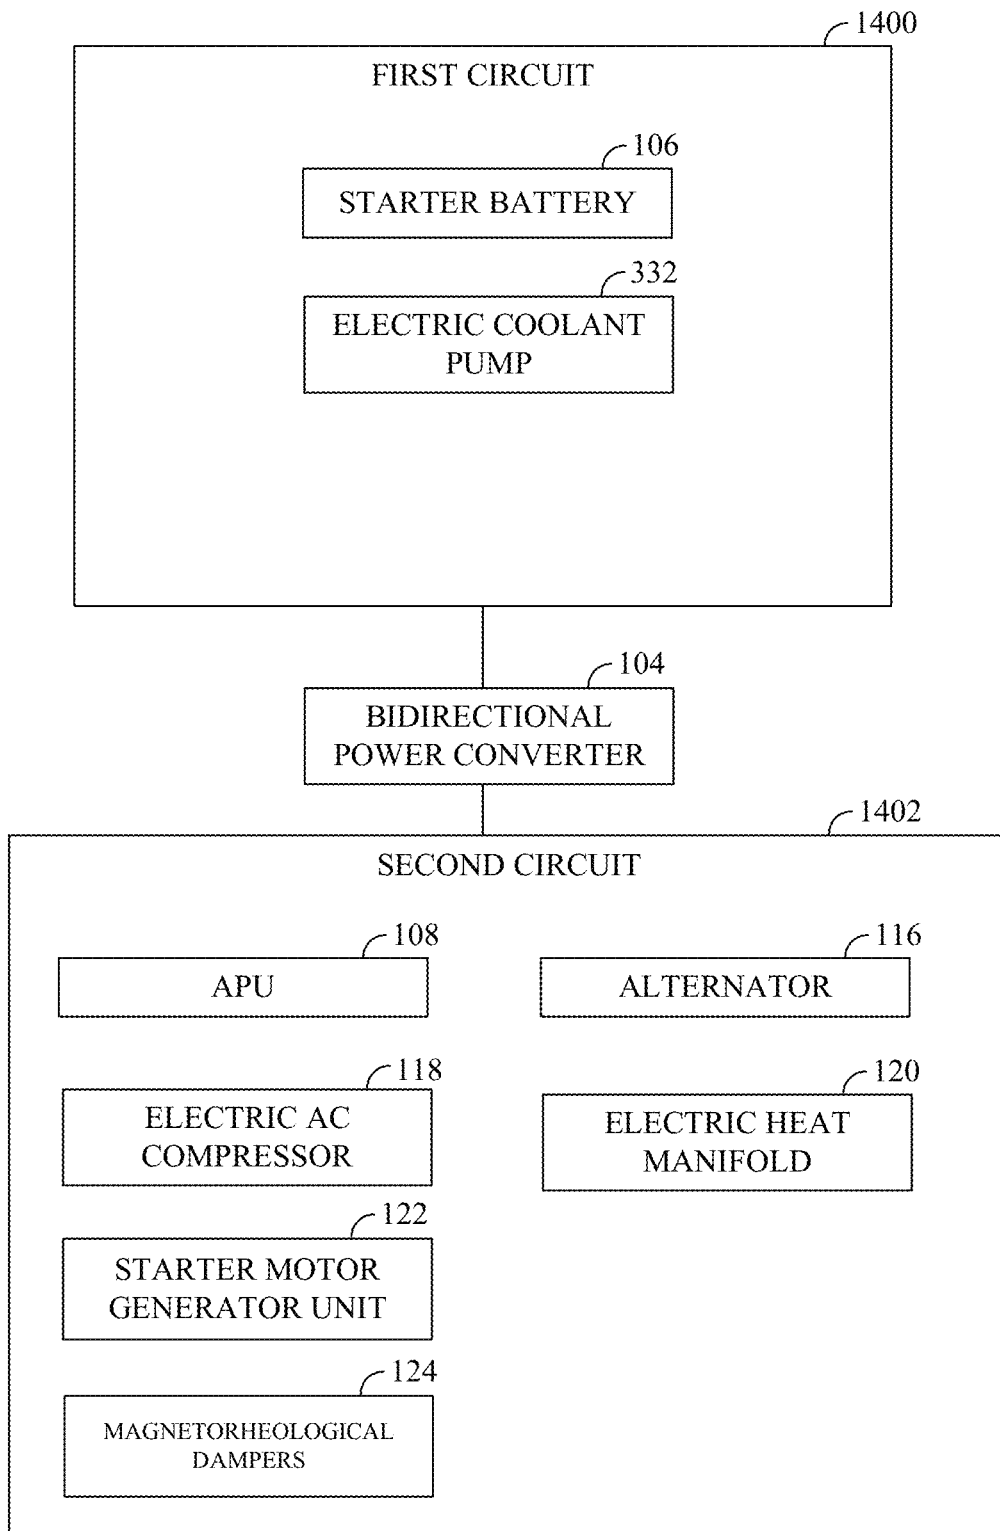 1400
FIRST CIRCUIT
106
STARTER BATTERY
332
ELECTRIC COOLANT
PUMP
104
BIDIRECTIONAL
POWER CONVERTER
1402
SECOND CIRCUIT
108
APU
116
ALTERNATOR
118
ELECTRIC AC
COMPRESSOR
120
ELECTRIC HEAT
MANIFOLD
122
STARTER MOTOR
GENERATOR UNIT
124
MAGNETORHEOLOGICAL
DAMPERS